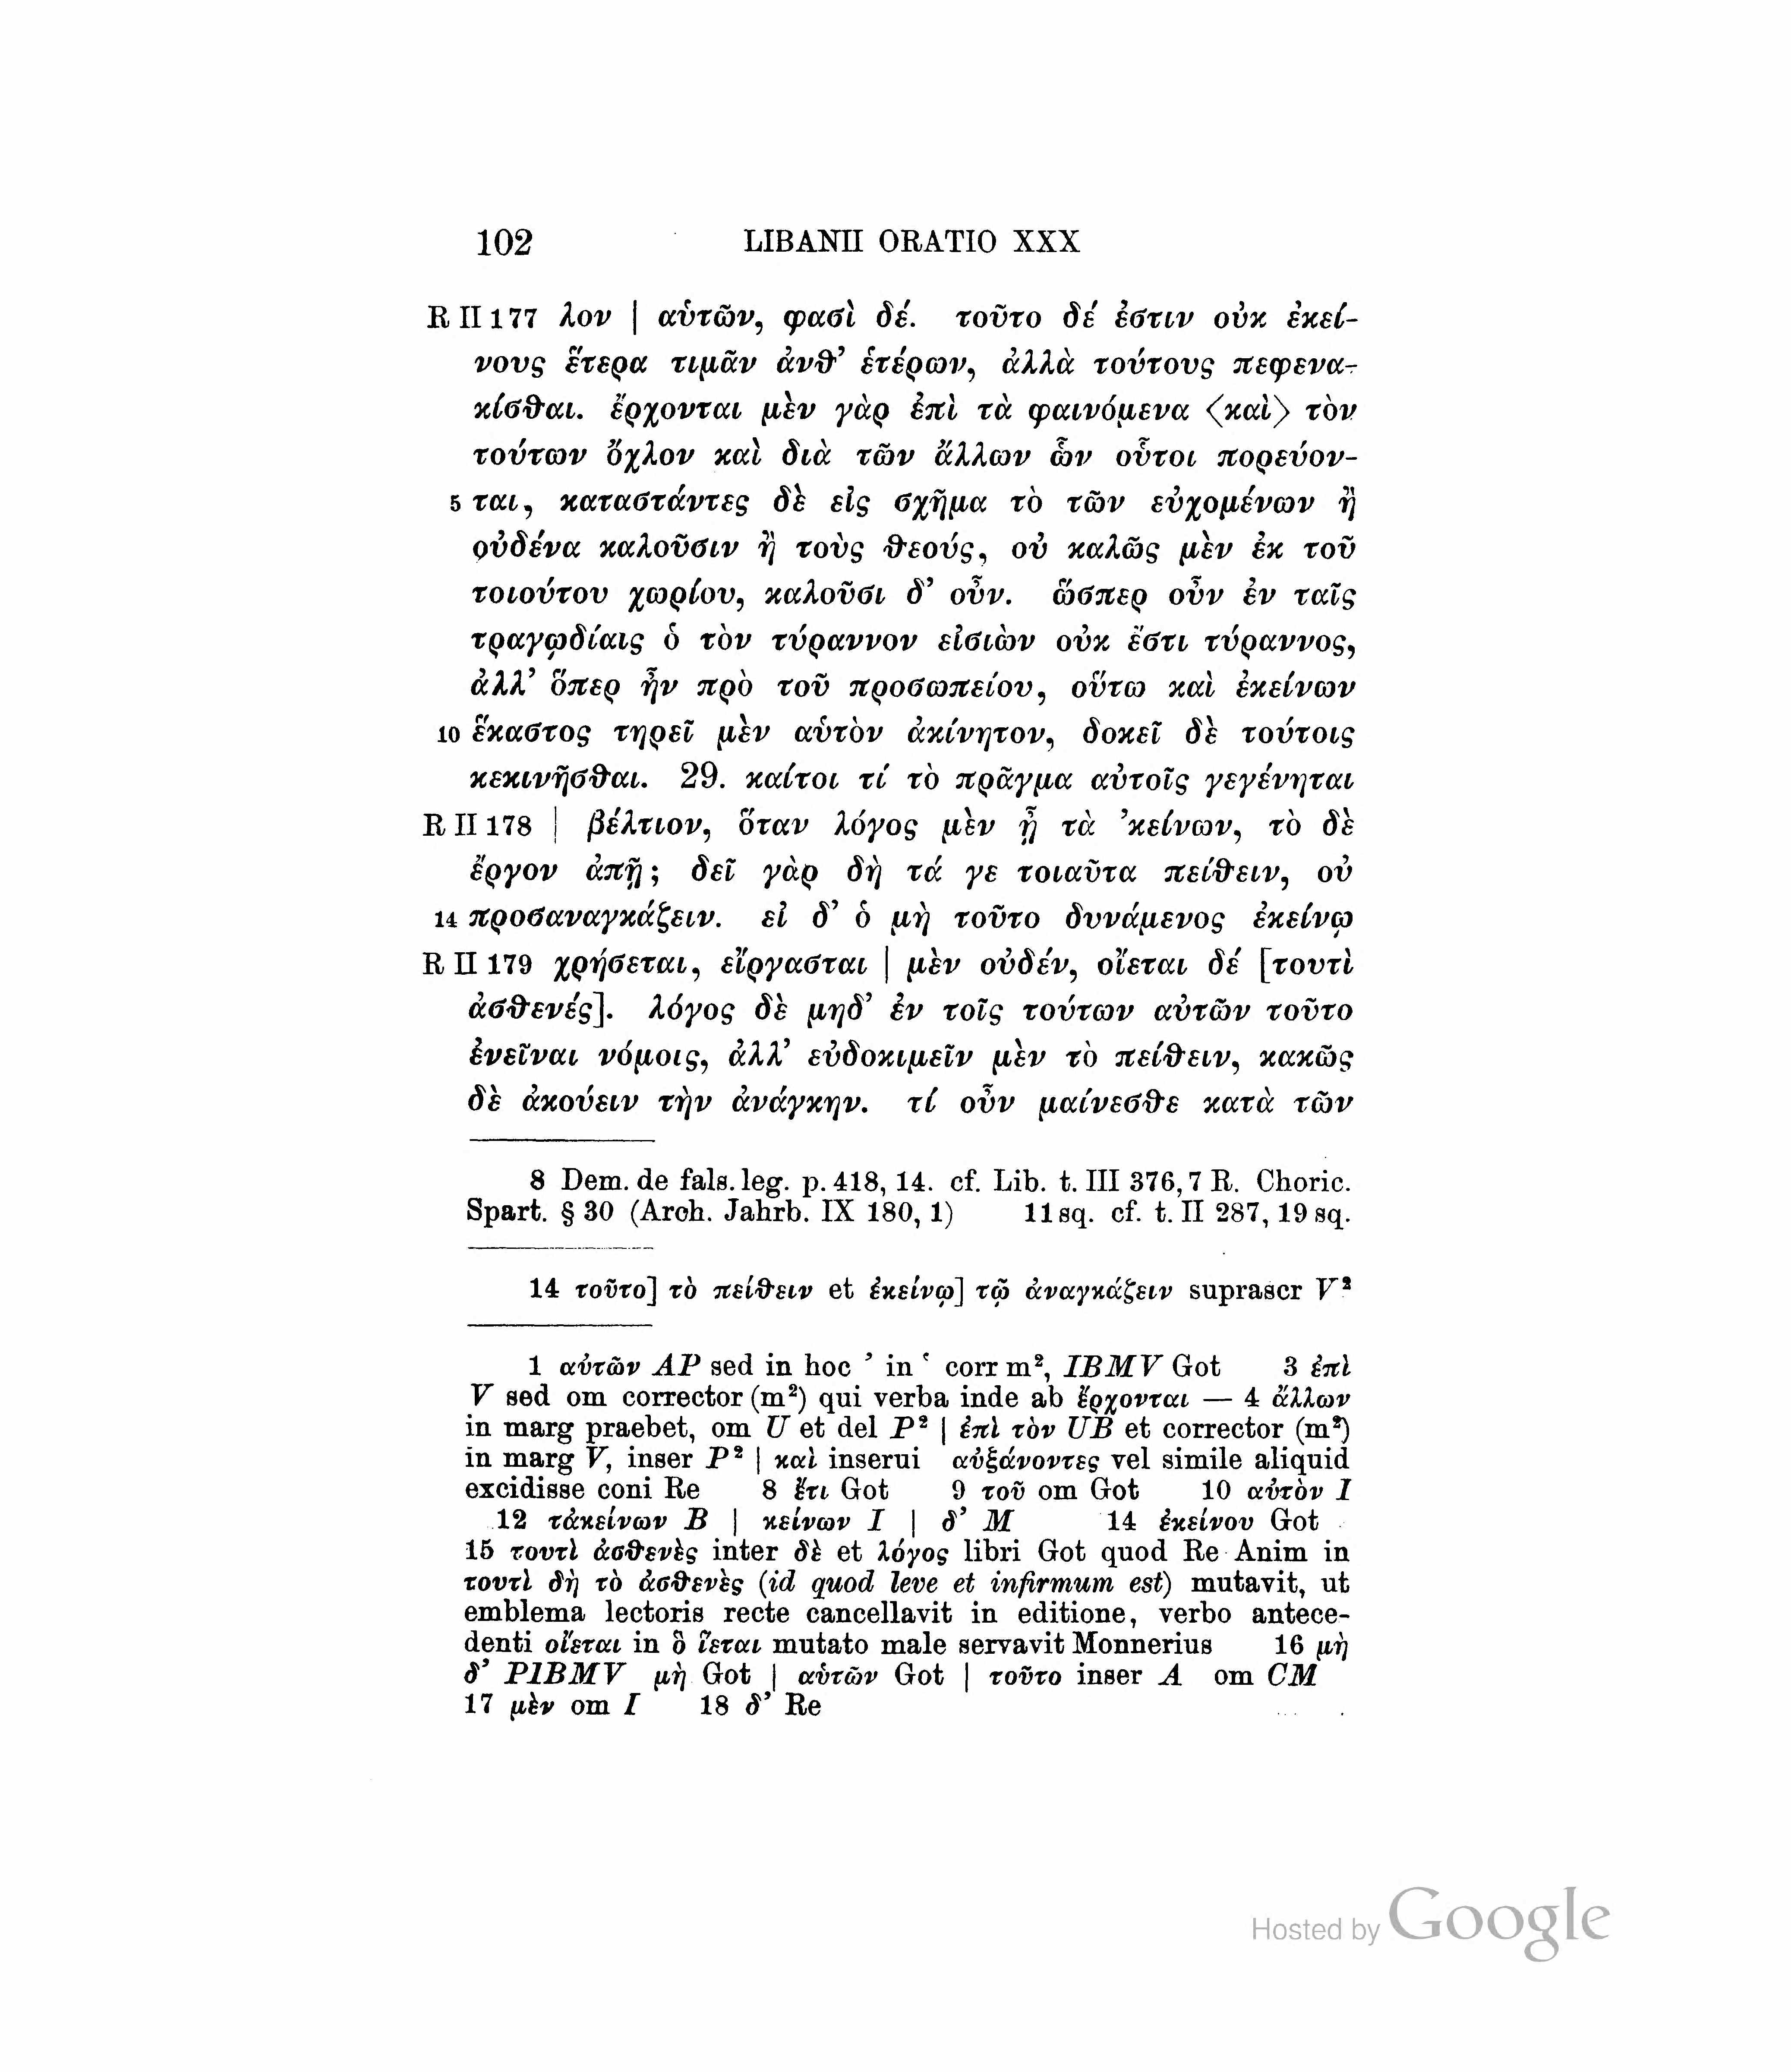 102 LIBANII ORATIO XXX
R II 177 λον | αὑτῶν, φασὶ δέ. τοῦτο δέ ἐστιν οὐκ ἐκεί-
νους ἕτερα τιμᾶν ἀνθ’ ἑτέρων, ἀλλὰ τούτους πεφενα-
κίσθαι. ἔρχονται μὲν γὰρ ἐπὶ τὰ φαινόμενα ⟨καὶ⟩ τὸν
τούτων ὄχλον καὶ διὰ τῶν ἄλλων ὧν οὗτοι πορεύον-
5 ται, καταστάντες δὲ εἰς σχῆμα τὸ τῶν εὐχομένων ἢ
οὐδένα καλοῦσιν ἢ τοὺς θεούς, οὐ καλῶς μὲν ἐκ τοῦ
τοιούτου χωρίου, καλοῦσι δ’ οὖν. ὥσπερ οὖν ἐν ταῖς
τραγῳδίαις ὁ τὸν τύραννον εἰσιὼν οὐκ ἔστι τύραννος,
ἀλλ’ ὅπερ ἦν πρὸ τοῦ προσωπείου, οὕτω καὶ ἐκείνων
10 ἕκαστος τηρεῖ μὲν αὑτὸν ἀκίνητον, δοκεῖ δὲ τούτοις
κεκινῆσθαι. 29. καίτοι τί τὸ πρᾶγμα αὐτοῖς γεγένηται
R II 178 | βέλτιον, ὅταν λόγος μὲν ᾖ τὰ ’κείνων, τὸ δὲ
ἔργον ἀπῇ; δεῖ γὰρ δὴ τά γε τοιαῦτα πείθειν, οὐ
14 προσαναγκάζειν. εἰ δ’ ὁ μὴ τοῦτο δυνάμενος ἐκείνῳ
R II 179 χρήσεται, εἴργασται | μὲν οὐδέν, οἴεται δέ [τουτὶ
ἀσθενές]. λόγος δὲ μηδ’ ἐν τοῖς τούτων αὐτῶν τοῦτο
ἐνεῖναι νόμοις, ἀλλ’ εὐδοκιμεῖν μὲν τὸ πείθειν, κακῶς
δὲ ἀκούειν τὴν ἀνάγκην. τί οὖν μαίνεσθε κατὰ τῶν
8 Dem. de fals. leg. p. 418, 14. cf. Lib. t. III 376, 7 R. Choric.
Spart. § 30 (Arch. Jahrb. IX 180, 1) 11 sq. cf. t. II 287, 19 sq.
14 τοῦτο] τὸ πείθειν et ἐκείνῳ] τῷ ἀναγκάζειν suprascr V²
1 αὐτῶν AP sed in hoc ’ in ‘ corr m², IBMV Got 3 ἐπὶ
V sed om corrector (m²) qui verba inde ab ἔρχονται — 4 ἄλλων
in marg praebet, om U et del P² | ἐπὶ τὸν UB et corrector (m²)
in marg V, inser P² | καὶ inserui αὐξάνοντες vel simile aliquid
excidisse coni Re 8 ἔτι Got 9 τοῦ om Got 10 αὐτὸν I
12 τἀκείνων B | κείνων I | δ’ M 14 ἐκείνου Got
15 τουτὶ ἀσθενὲς inter δὲ et λόγος libri Got quod Re Anim in
τουτὶ δὴ τὸ ἀσθενὲς (id quod leve et infirmum est) mutavit, ut
emblema lectoris recte cancellavit in editione, verbo antece-
denti οἴεται in ὃ ἵεται mutato male servavit Monnerius 16 μὴ
δ’ PIBMV μὴ Got | αὑτῶν Got | τοῦτο inser A om CM
17 μὲν om I 18 δ’ Re
Hosted by Google